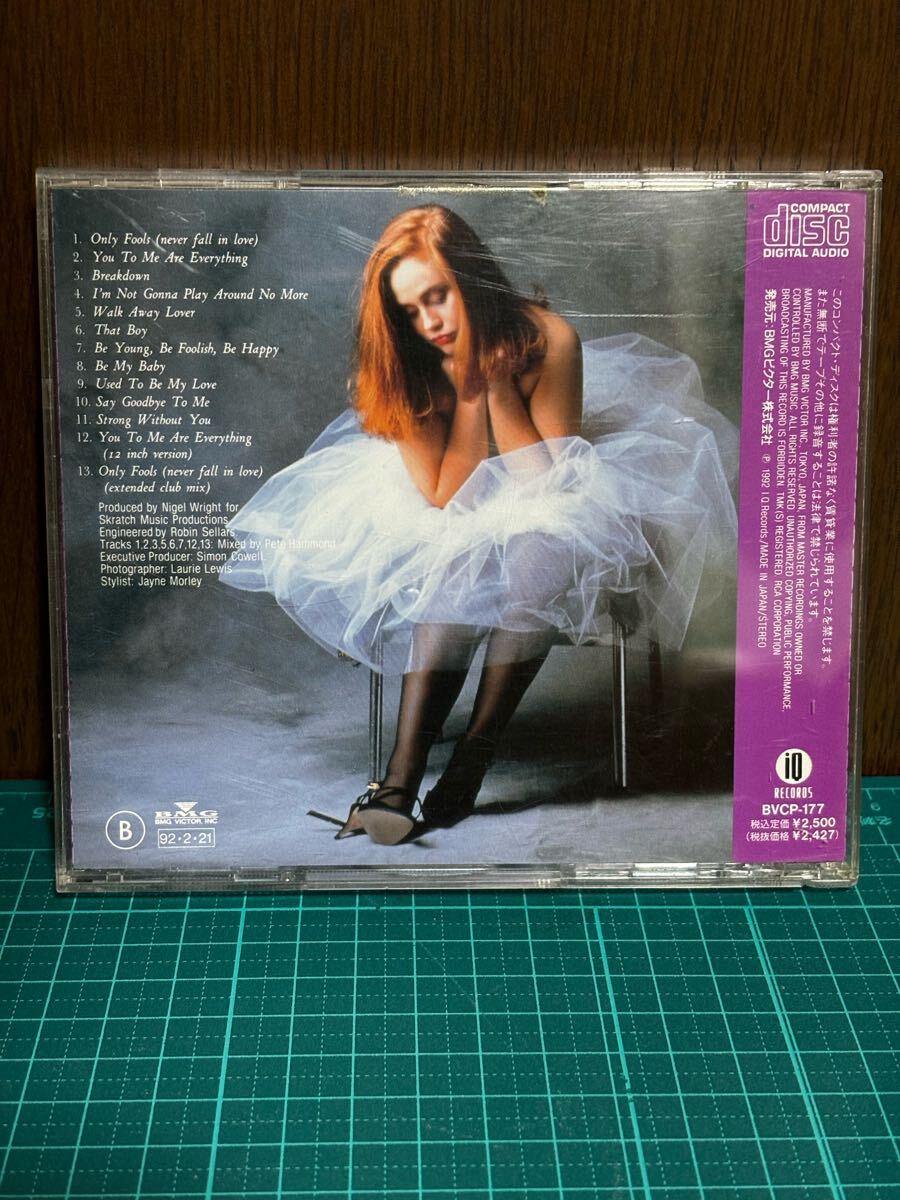 1. Only Fools (never fall in love)
2. You To Me Are Everything
3. Breakdown
4. I'm Not Gonna Play Around No More
5. Walk Away Lover
6. That Boy
7. Be Young, Be Foolish, Be Happy
8. Be My Baby
9. Used To Be My Love
10. Say Goodbye To Me
11. Strong Without You
12. You To Me Are Everything
(12 inch version)
13. Only Fools (never fall in love)
(extended club mix)
Produced by Nigel Wright for
Skratch Music Productions
Engineered by Robin Sellars
Tracks 1,2,3,5,6,7,12,13: Mixed by Pete Hammond
Executive Producer: Simon Cowell
Photographer: Laurie Lewis
Stylist: Jayne Morley
B
BMG
BMG VICTOR, INC
92・2・21
COMPACT
disc
DIGITAL AUDIO
このコンパクト・ディスクは権利者の許諾なく賃貸業に使用することを禁じます。
また無断でテープその他に録音することは法律で禁じられています。
MANUFACTURED BY BMG VICTOR INC., TOKYO, JAPAN, FROM MASTER RECORDINGS OWNED OR
CONTROLLED BY BMG MUSIC. ALL RIGHTS RESERVED. UNAUTHORIZED COPYING, PUBLIC PERFORMANCE,
BROADCASTING OF THIS RECORD IS FORBIDDEN. TMK(S) REGISTERED. RCA CORPORATION
発売元：BMGビクター株式会社 Ⓟ 1992 IQ Records./MADE IN JAPAN/STEREO
iQ
RECORDS
BVCP-177
税込定価 ¥2,500
(税抜価格 ¥2,427)